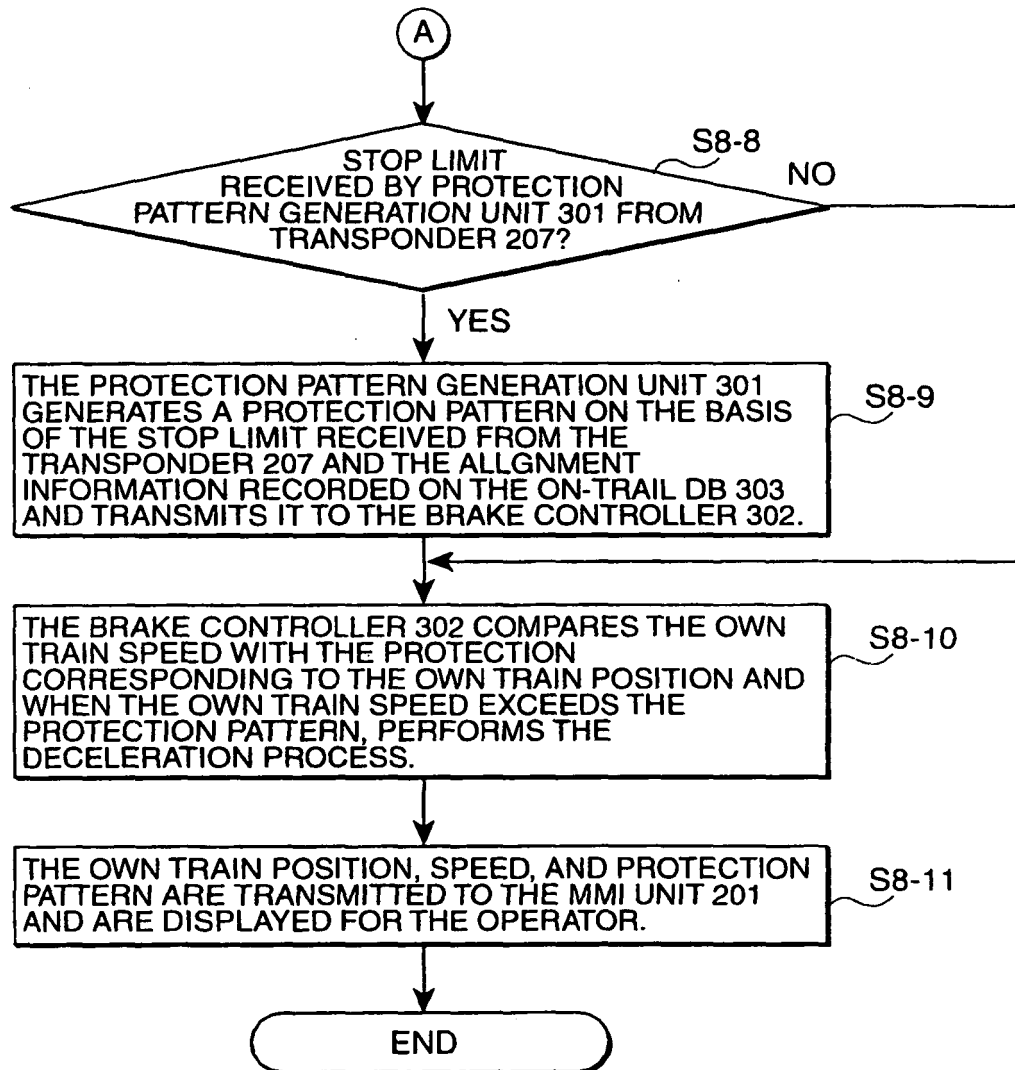 A
S8-8
STOP LIMIT
RECEIVED BY PROTECTION
PATTERN GENERATION UNIT 301 FROM
TRANSPONDER 207?
NO
YES
THE PROTECTION PATTERN GENERATION UNIT 301
GENERATES A PROTECTION PATTERN ON THE BASIS
OF THE STOP LIMIT RECEIVED FROM THE
TRANSPONDER 207 AND THE ALLGNMENT
INFORMATION RECORDED ON THE ON-TRAIL DB 303
AND TRANSMITS IT TO THE BRAKE CONTROLLER 302.
S8-9
THE BRAKE CONTROLLER 302 COMPARES THE OWN
TRAIN SPEED WITH THE PROTECTION
CORRESPONDING TO THE OWN TRAIN POSITION AND
WHEN THE OWN TRAIN SPEED EXCEEDS THE
PROTECTION PATTERN, PERFORMS THE
DECELERATION PROCESS.
S8-10
THE OWN TRAIN POSITION, SPEED, AND PROTECTION
PATTERN ARE TRANSMITTED TO THE MMI UNIT 201
AND ARE DISPLAYED FOR THE OPERATOR.
S8-11
END